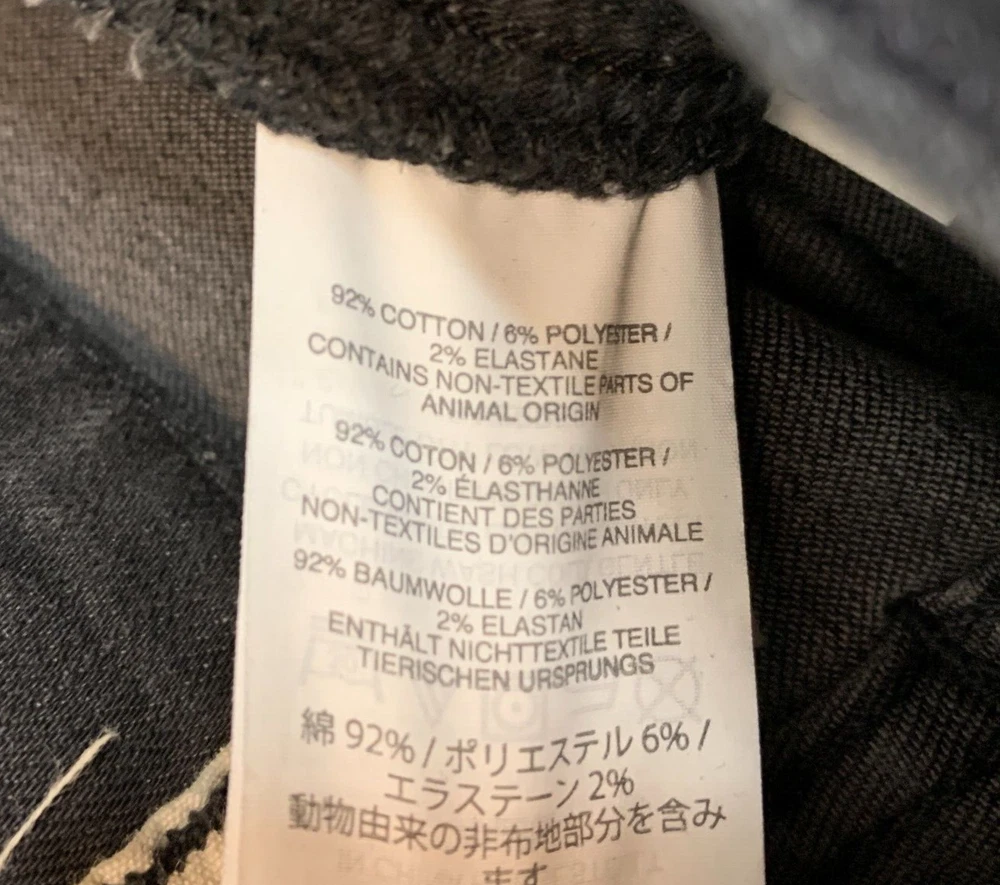 92% COTTON / 6% POLYESTER /
2% ELASTANE
CONTAINS NON-TEXTILE PARTS OF
ANIMAL ORIGIN
92% COTON / 6% POLYESTER /
2% ÉLASTHANNE
CONTIENT DES PARTIES
NON-TEXTILES D'ORIGINE ANIMALE
92% BAUMWOLLE / 6% POLYESTER /
2% ELASTAN
ENTHÄLT NICHTTEXTILE TEILE
TIERISCHEN URSPRUNGS
綿 92% / ポリエステル 6% /
エラステーン 2%
動物由来の非布地部分を含み
ます